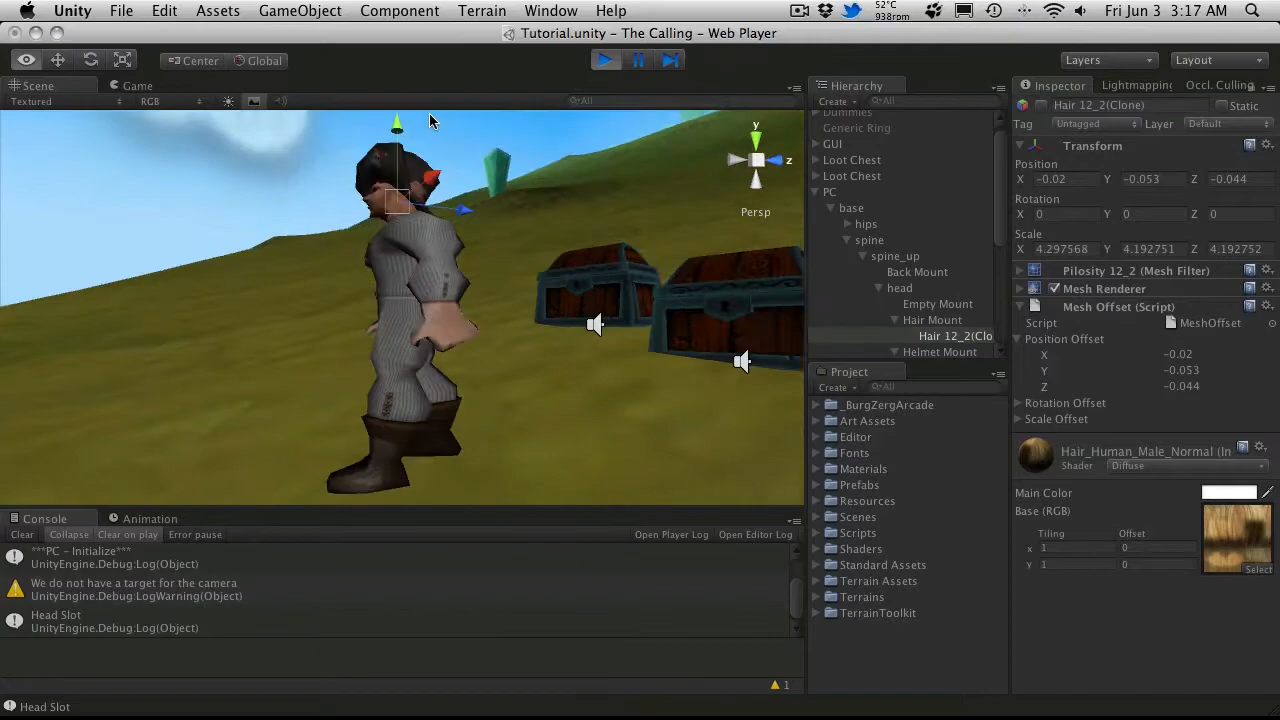 Unity File Edit Assets GameObject Component Terrain Window Help 52°C 938rpm Fri Jun 3 3:17 AM
Tutorial.unity - The Calling - Web Player
Center Global Layers Layout
Scene Game Hierarchy Inspector Lightmapping Occl. Culling
Textured RGB All Create All
Hair 12_2(Clone) Static
Tag Untagged Layer Default
Dummies
Generic Ring
GUI
Loot Chest
Loot Chest
PC
base
hips
spine
spine_up
Back Mount
head
Empty Mount
Hair Mount
Hair 12_2(Clo
Helmet Mount
y
z
Persp
Transform
Position
X -0.02 Y -0.053 Z -0.044
Rotation
X 0 Y 0 Z 0
Scale
X 4.297568 Y 4.192751 Z 4.192752
Pilosity 12_2 (Mesh Filter)
Mesh Renderer
Mesh Offset (Script)
Script MeshOffset
Position Offset
X -0.02
Y -0.053
Z -0.044
Rotation Offset
Scale Offset
Hair_Human_Male_Normal (In
Shader Diffuse
Main Color
Base (RGB)
Tiling Offset
x 1 0
y 1 0
Select
Project
Create All
_BurgZergArcade
Art Assets
Editor
Fonts
Materials
Prefabs
Resources
Scenes
Scripts
Shaders
Standard Assets
Terrain Assets
Terrains
TerrainToolkit
Console Animation
Clear Collapse Clear on play Error pause Open Player Log Open Editor Log
***PC - Initialize***
UnityEngine.Debug:Log(Object)
We do not have a target for the camera
UnityEngine.Debug:LogWarning(Object)
Head Slot
UnityEngine.Debug:Log(Object)
1
Head Slot